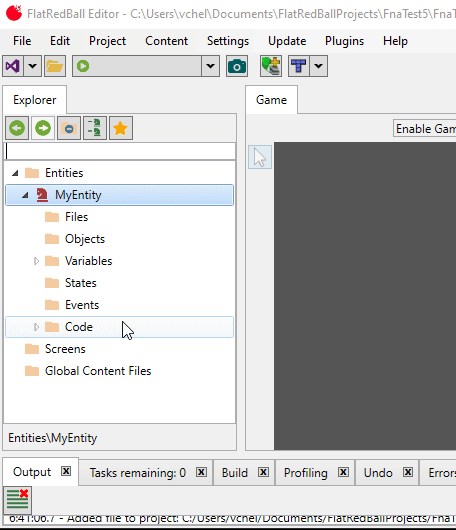 FlatRedBall Editor - C:\Users\vchel\Documents\FlatRedBallProjects\FnaTest5\FnaT
File Edit Project Content Settings Update Plugins Help
Explorer
Game
Enable Gam
Entities
MyEntity
Files
Objects
Variables
States
Events
Code
Screens
Global Content Files
Entities\MyEntity
Output Tasks remaining: 0 Build Profiling Undo Errors
6:41:06.7 - Added file to project: C:/Users/vchel/Documents/FlatRedBallProjects/FnaTest